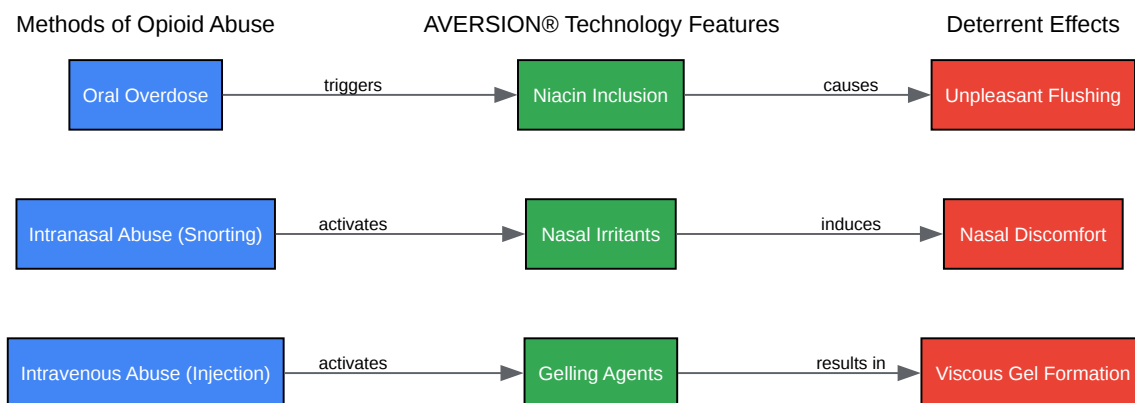 Methods of Opioid Abuse
AVERSION® Technology Features
Deterrent Effects
Oral Overdose
triggers
Niacin Inclusion
causes
Unpleasant Flushing
Intranasal Abuse (Snorting)
activates
Nasal Irritants
induces
Nasal Discomfort
Intravenous Abuse (Injection)
activates
Gelling Agents
results in
Viscous Gel Formation